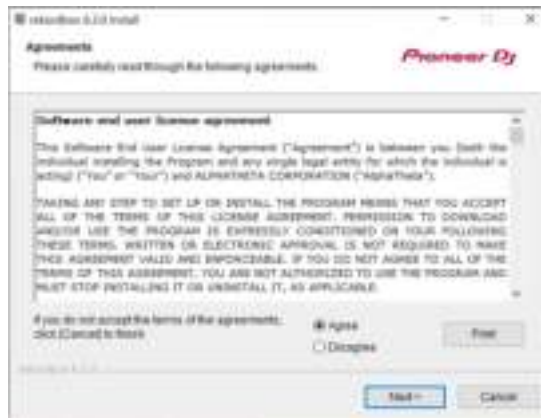 rekordbox 6.2.0 Install
Agreements
Please carefully read through the following agreements.
Pioneer Dj
Software end user license agreement
This Software End User License Agreement ("Agreement") is between you (both the
individual installing the Program and any single legal entity for which the individual is
acting) ("You" or "Your") and ALPHATHETA CORPORATION ("AlphaTheta").
TAKING ANY STEP TO SET UP OR INSTALL THE PROGRAM MEANS THAT YOU ACCEPT
ALL OF THE TERMS OF THIS LICENSE AGREEMENT. PERMISSION TO DOWNLOAD
AND/OR USE THE PROGRAM IS EXPRESSLY CONDITIONED ON YOUR FOLLOWING
THESE TERMS. WRITTEN OR ELECTRONIC APPROVAL IS NOT REQUIRED TO MAKE
THIS AGREEMENT VALID AND ENFORCEABLE. IF YOU DO NOT AGREE TO ALL OF THE
TERMS OF THIS AGREEMENT, YOU ARE NOT AUTHORIZED TO USE THE PROGRAM AND
MUST STOP INSTALLING IT OR UNINSTALL IT, AS APPLICABLE.
If you do not accept the terms of the agreements,
click [Cancel] to finish
Agree
Disagree
Print
Next >
Cancel